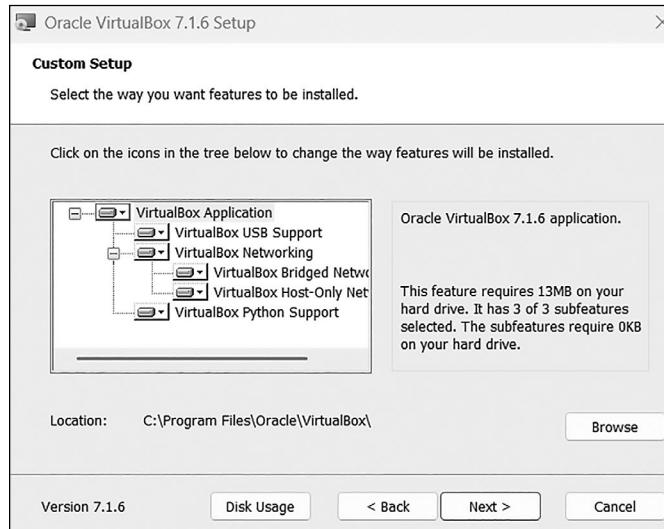 Oracle VirtualBox 7.1.6 Setup
Custom Setup
Select the way you want features to be installed.
Click on the icons in the tree below to change the way features will be installed.
VirtualBox Application
VirtualBox USB Support
VirtualBox Networking
VirtualBox Bridged Netwo
VirtualBox Host-Only Net
VirtualBox Python Support
Oracle VirtualBox 7.1.6 application.
This feature requires 13MB on your
hard drive. It has 3 of 3 subfeatures
selected. The subfeatures require 0KB
on your hard drive.
Location: C:\Program Files\Oracle\VirtualBox\
Browse
Version 7.1.6
Disk Usage
< Back
Next >
Cancel